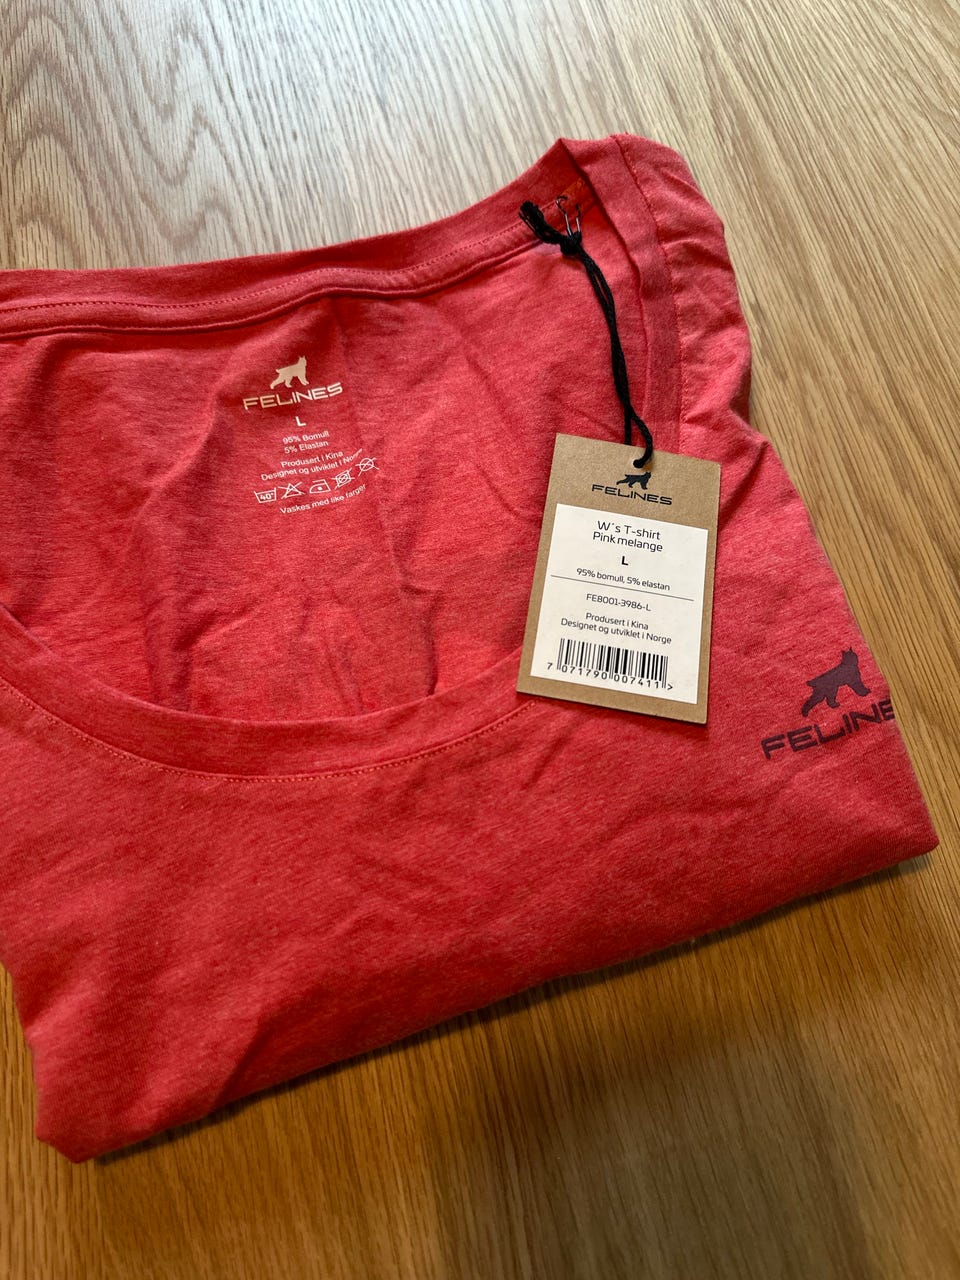 FELINES
L
95% Bomull
5% Elastan
Produsert i Kina
Designet og utviklet i Norge
40°
Vaskes med like farger
FELINES
W´s T-shirt
Pink melange
L
95% bomull, 5% elastan
FE8001-3986-L
Produsert i Kina
Designet og utviklet i Norge
7 071790 007411 >
FELINE